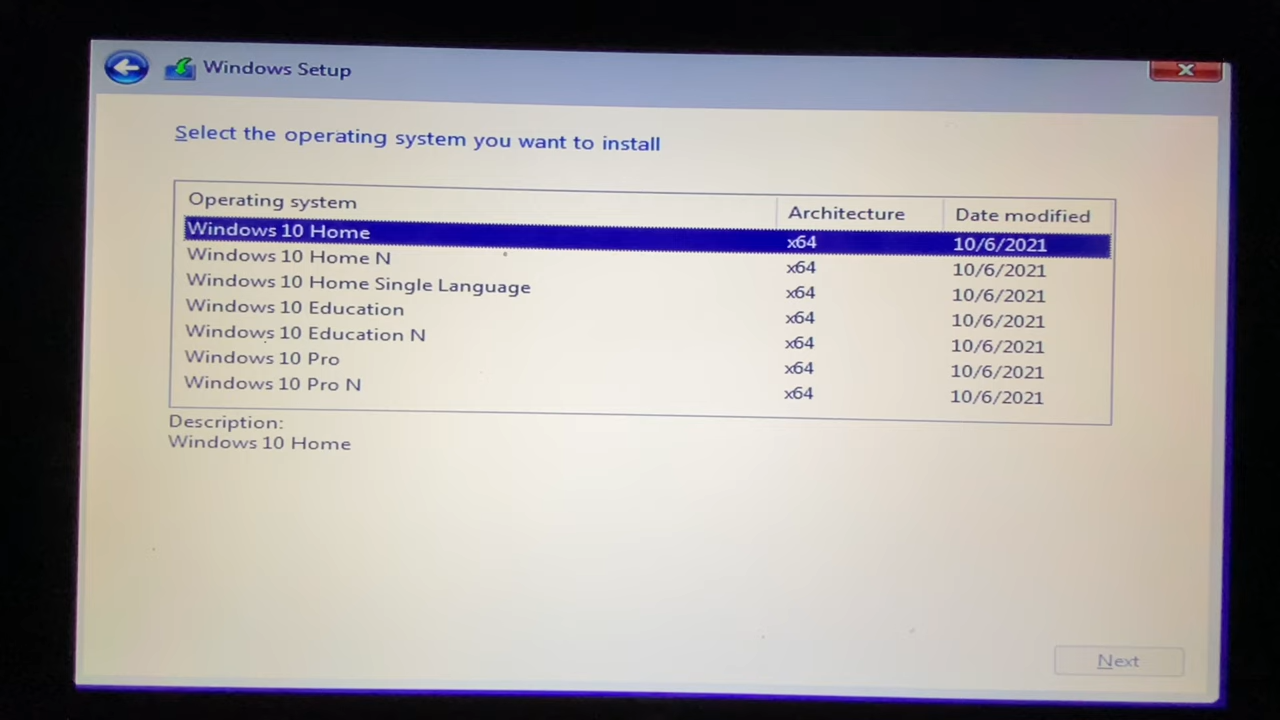 Windows Setup
Select the operating system you want to install
Operating system Architecture Date modified
Windows 10 Home x64 10/6/2021
Windows 10 Home N x64 10/6/2021
Windows 10 Home Single Language x64 10/6/2021
Windows 10 Education x64 10/6/2021
Windows 10 Education N x64 10/6/2021
Windows 10 Pro x64 10/6/2021
Windows 10 Pro N x64 10/6/2021
Description:
Windows 10 Home
Next